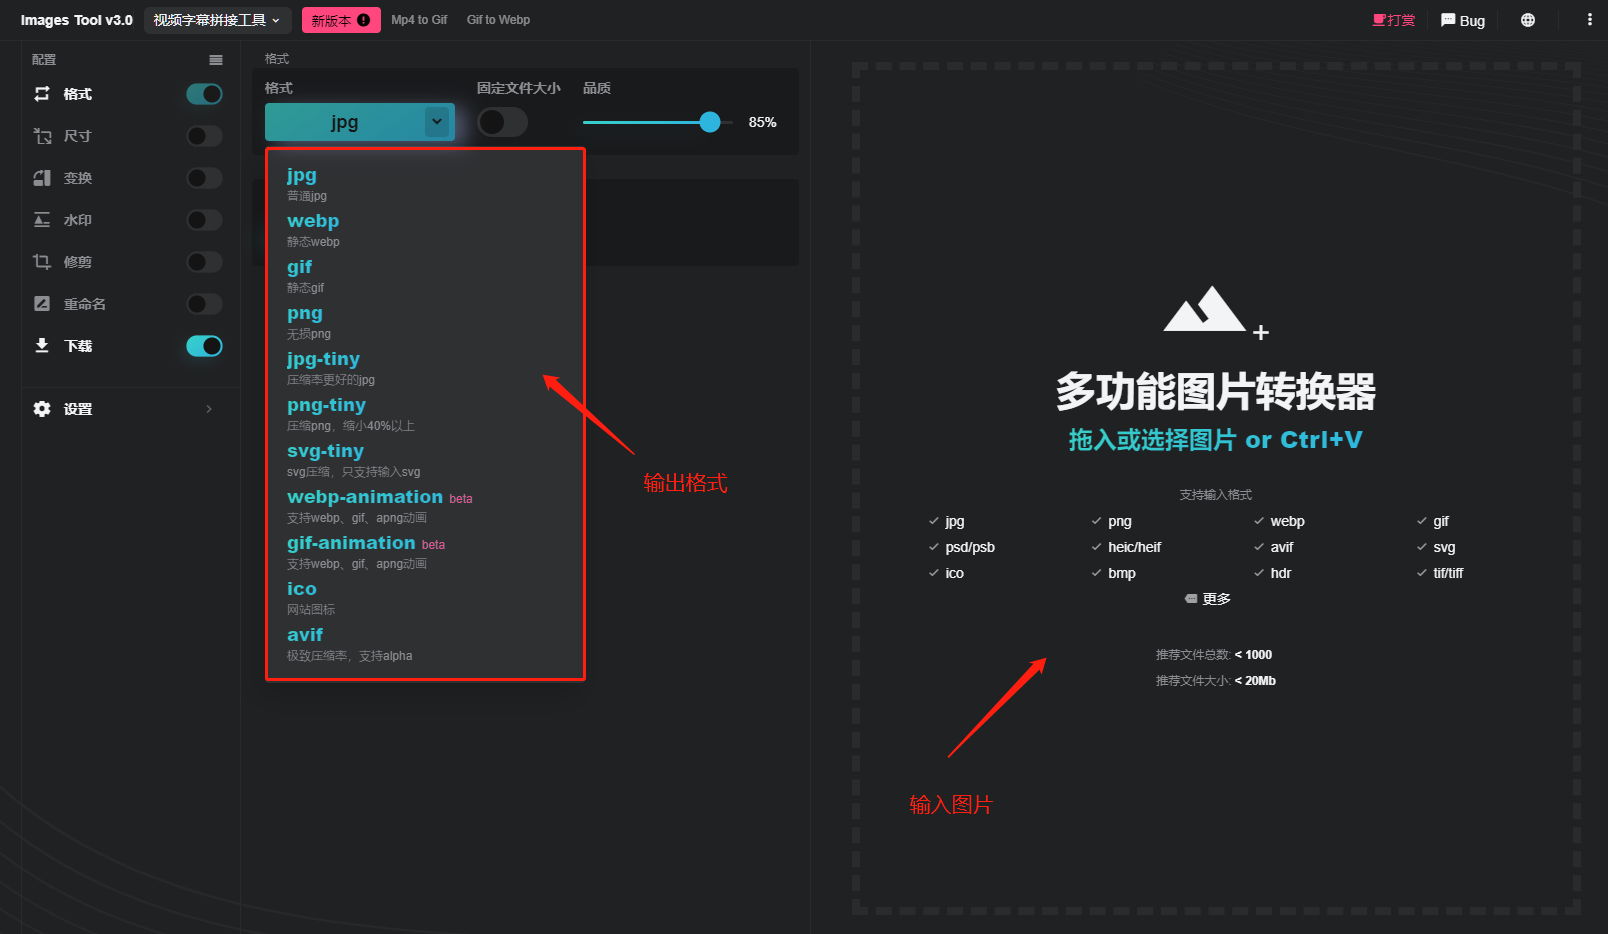 Images Tool v3.0 视频字幕拼接工具 新版本 Mp4 to Gif Gif to Webp 打赏 Bug
配置
格式
尺寸
变换
水印
修剪
重命名
下载
设置
格式
格式 固定文件大小 品质
jpg 85%
jpg
普通jpg
webp
静态webp
gif
静态gif
png
无损png
jpg-tiny
压缩率更好的jpg
png-tiny
压缩png，缩小40%以上
svg-tiny
svg压缩，只支持输入svg
webp-animation beta
支持webp、gif、apng动画
gif-animation beta
支持webp、gif、apng动画
ico
网站图标
avif
极致压缩率，支持alpha
输出格式
多功能图片转换器
拖入或选择图片 or Ctrl+V
支持输入格式
jpg png webp gif
psd/psb heic/heif avif svg
ico bmp hdr tif/tiff
更多
推荐文件总数: < 1000
推荐文件大小: < 20Mb
输入图片